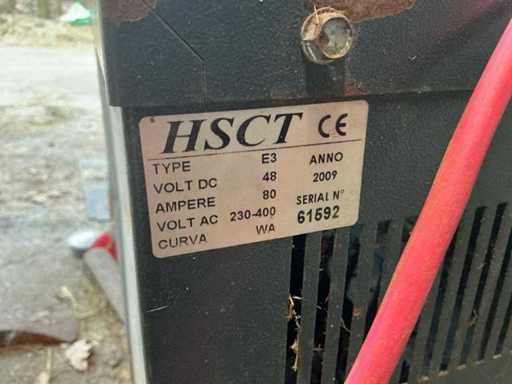 HSCT CE
TYPE E3 ANNO
VOLT DC 48 2009
AMPERE 80 SERIAL N°
VOLT AC 230-400 61592
CURVA WA